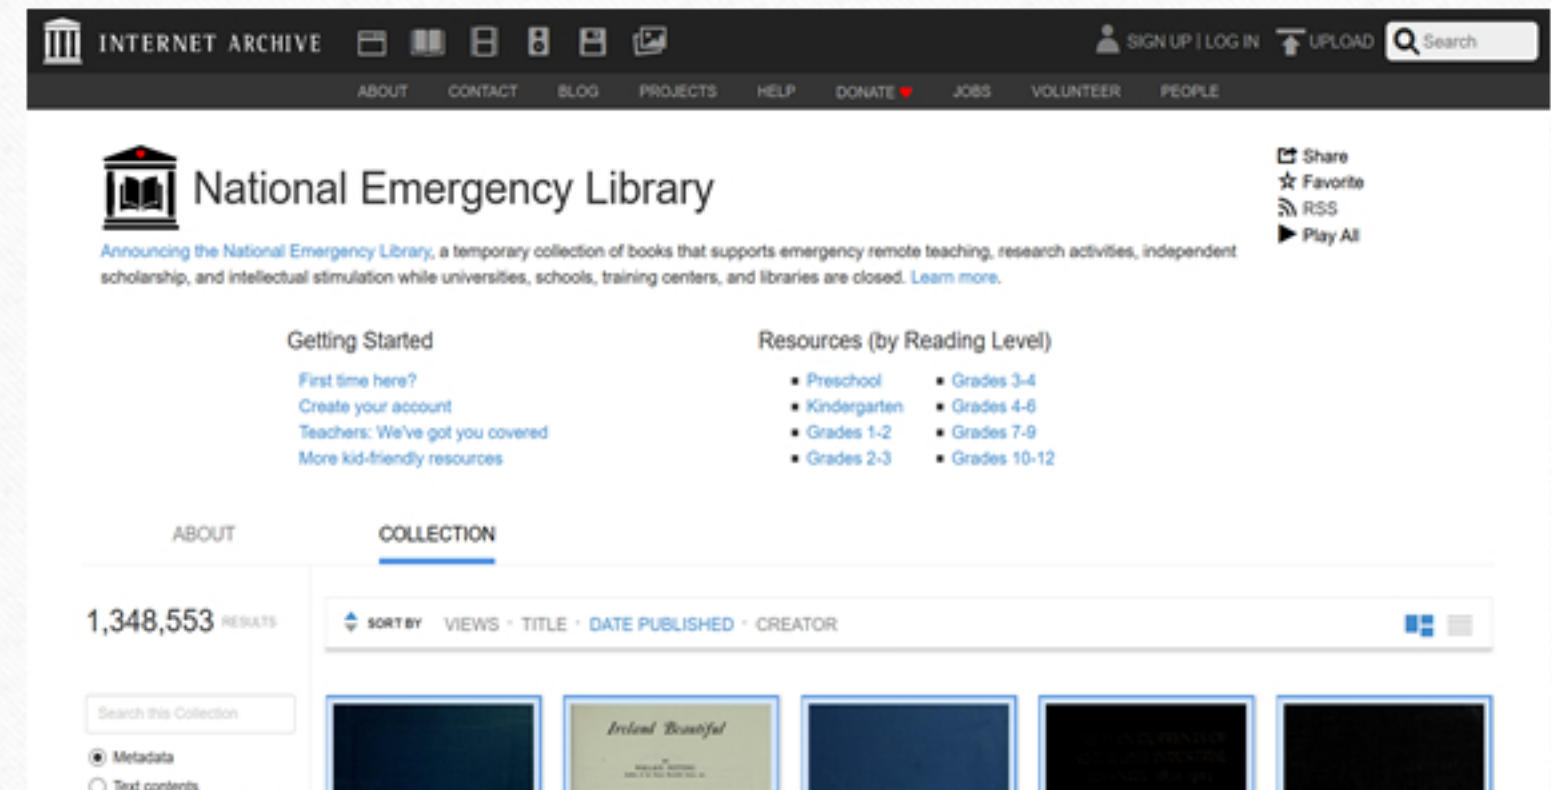 INTERNET ARCHIVE
SIGN UP | LOG IN UPLOAD Search
ABOUT CONTACT BLOG PROJECTS HELP DONATE JOBS VOLUNTEER PEOPLE
National Emergency Library
Share
Favorite
RSS
Play All
Announcing the National Emergency Library, a temporary collection of books that supports emergency remote teaching, research activities, independent
scholarship, and intellectual stimulation while universities, schools, training centers, and libraries are closed. Learn more.
Getting Started
First time here?
Create your account
Teachers: We've got you covered
More kid-friendly resources
Resources (by Reading Level)
Preschool
Kindergarten
Grades 1-2
Grades 2-3
Grades 3-4
Grades 4-6
Grades 7-9
Grades 10-12
ABOUT COLLECTION
1,348,553 RESULTS
SORT BY VIEWS · TITLE · DATE PUBLISHED · CREATOR
Search this Collection
Metadata
Text contents
Ireland Beautiful